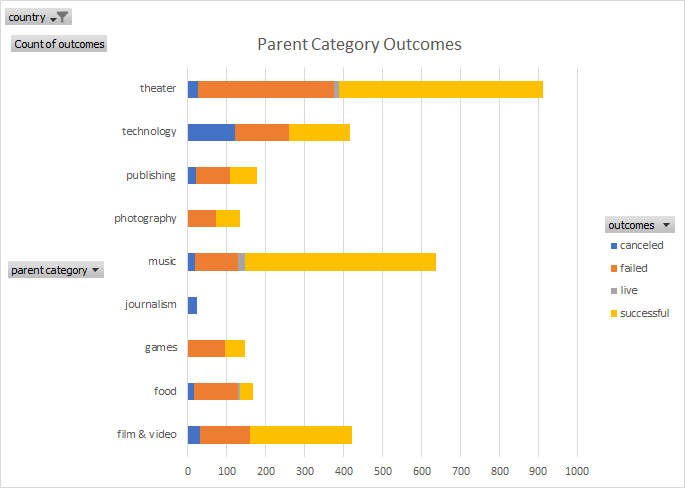 country
Count of outcomes
Parent Category Outcomes
theater
technology
publishing
photography
music
journalism
games
food
film & video
parent category
0 100 200 300 400 500 600 700 800 900 1000
outcomes
canceled
failed
live
successful